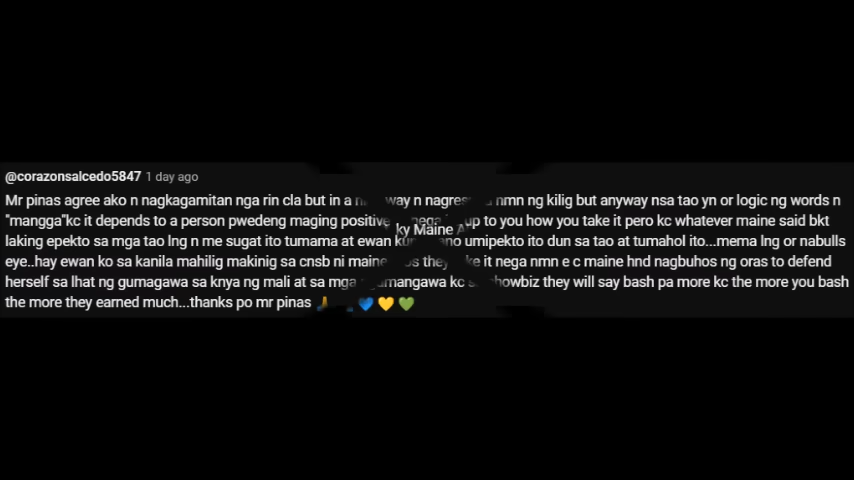 @corazonsalcedo5847 1 day ago
Mr pinas agree ako n nagkagamitan nga rin cla but in a way n nmn ng kilig but anyway nsa tao yn or logic ng words n
"mangga"kc it depends to a person pwedeng maging positive up to you how you take it pero kc whatever maine said bkt
ky Maine
laking epekto sa mga tao lng n me sugat ito tumama at ewan umipekto ito dun sa tao at tumahol ito...mema lng or nabulls
eye..hay ewan ko sa kanila mahilig makinig sa cnsb ni maine they it nega nmn e c maine hnd nagbuhos ng oras to defend
herself sa lhat ng gumagawa sa knya ng mali at sa mga kc showbiz they will say bash pa more kc the more you bash
the more they earned much...thanks po mr pinas 💙 💛 💚